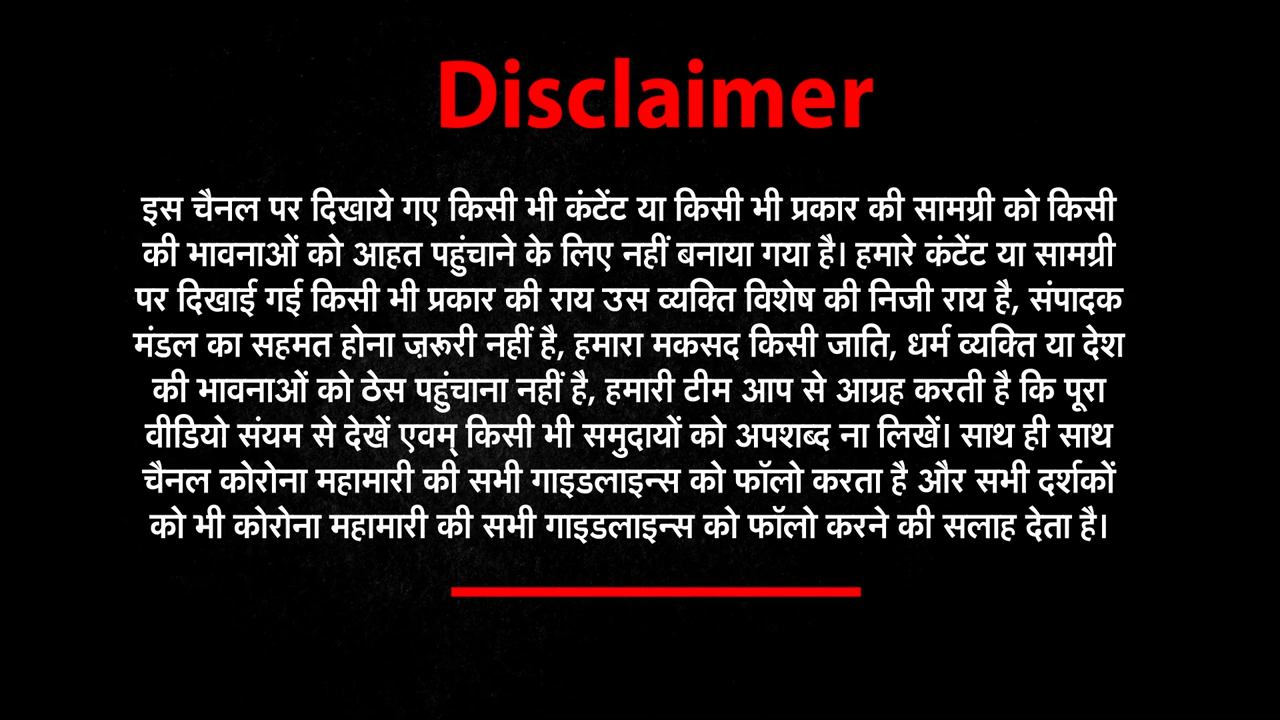 Disclaimer
इस चैनल पर दिखाये गए किसी भी कंटेंट या किसी भी प्रकार की सामग्री को किसी
की भावनाओं को आहत पहुंचाने के लिए नहीं बनाया गया है। हमारे कंटेंट या सामग्री
पर दिखाई गई किसी भी प्रकार की राय उस व्यक्ति विशेष की निजी राय है, संपादक
मंडल का सहमत होना ज़रूरी नहीं है, हमारा मकसद किसी जाति, धर्म व्यक्ति या देश
की भावनाओं को ठेस पहुंचाना नहीं है, हमारी टीम आप से आग्रह करती है कि पूरा
वीडियो संयम से देखें एवम् किसी भी समुदायों को अपशब्द ना लिखें। साथ ही साथ
चैनल कोरोना महामारी की सभी गाइडलाइन्स को फॉलो करता है और सभी दर्शकों
को भी कोरोना महामारी की सभी गाइडलाइन्स को फॉलो करने की सलाह देता है।